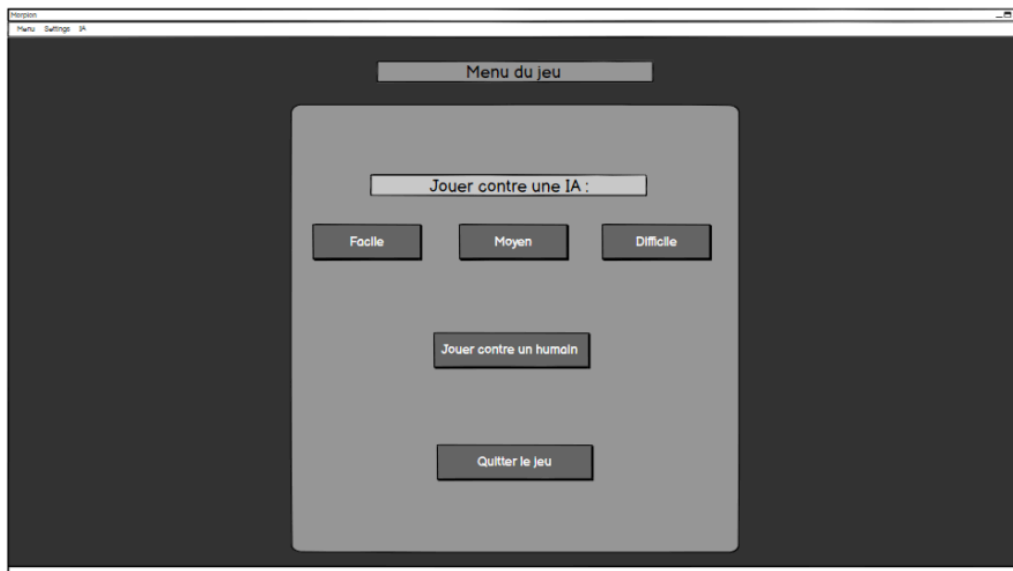 Morpion
Menu Settings IA
Menu du jeu
Jouer contre une IA :
Facile Moyen Difficile
Jouer contre un humain
Quitter le jeu